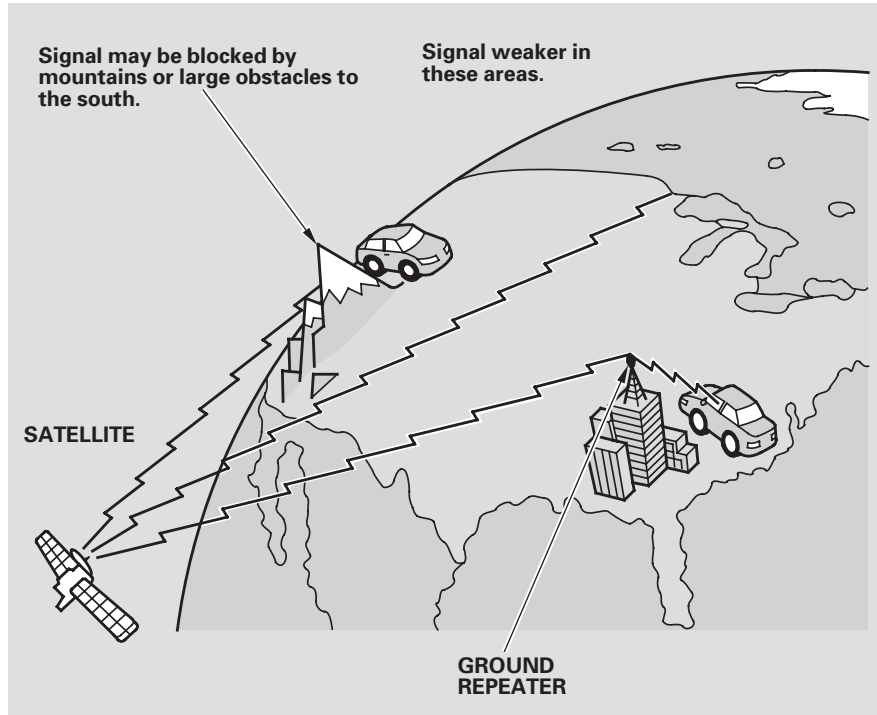 Signal may be blocked by
mountains or large obstacles to
the south.
Signal weaker in
these areas.
SATELLITE
GROUND
REPEATER